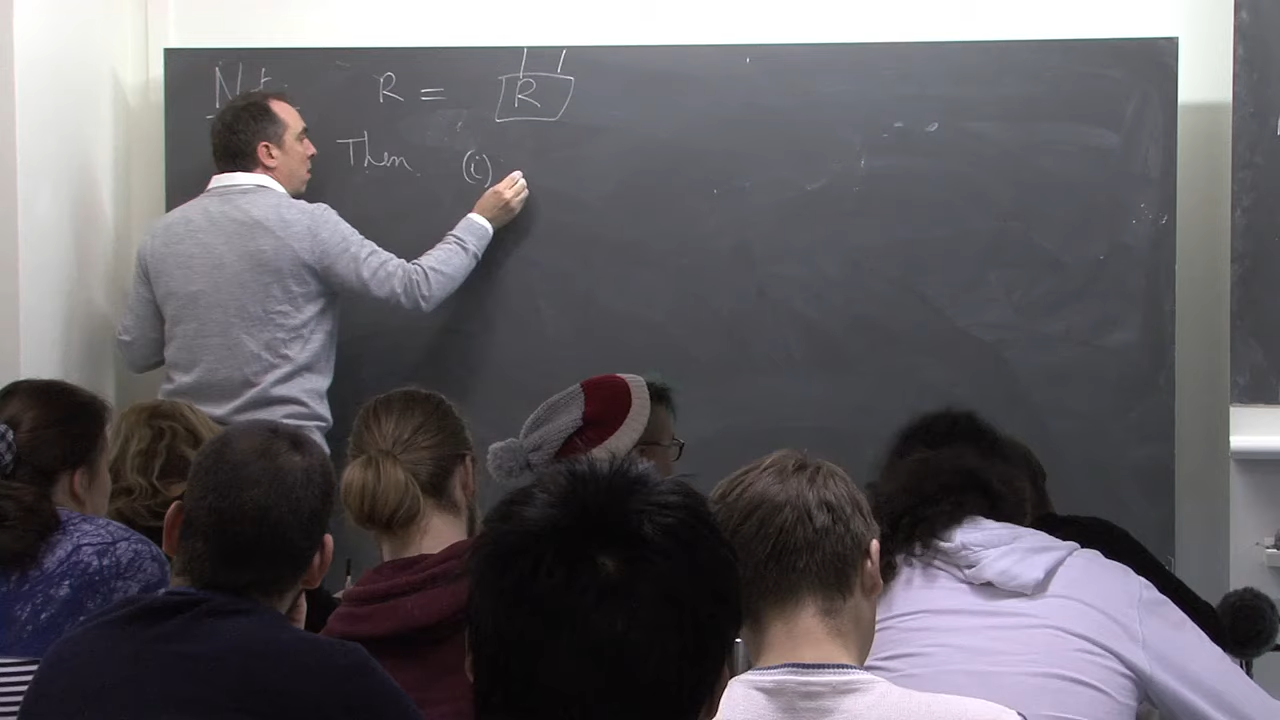 R = R
Then (i)